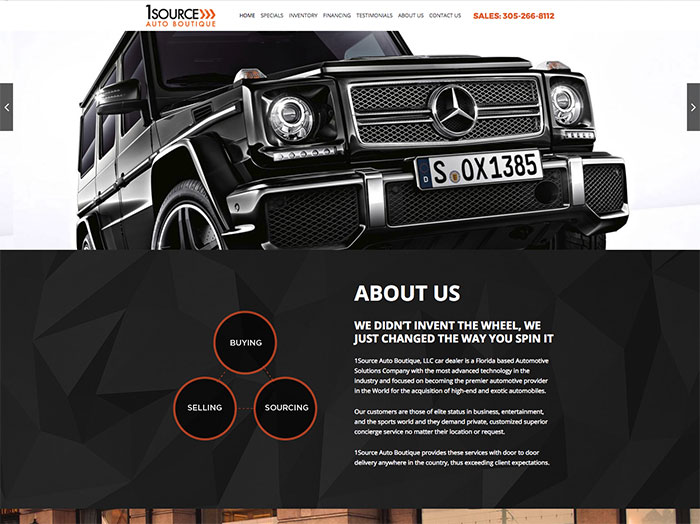 1SOURCE
AUTO BOUTIQUE
HOME SPECIALS INVENTORY FINANCING TESTIMONIALS ABOUT US CONTACT US
SALES: 305-266-8112
S OX1385
D
ABOUT US
WE DIDN'T INVENT THE WHEEL, WE
JUST CHANGED THE WAY YOU SPIN IT
BUYING
SELLING
SOURCING
1Source Auto Boutique, LLC car dealer is a Florida based Automotive
Solutions Company with the most advanced technology in the
industry and focused on becoming the premier automotive provider
in the World for the acquisition of high-end and exotic automobiles.
Our customers are those of elite status in business, entertainment,
and the sports world and they demand private, customized superior
concierge service no matter their location or request.
1Source Auto Boutique provides these services with door to door
delivery anywhere in the country, thus exceeding client expectations.